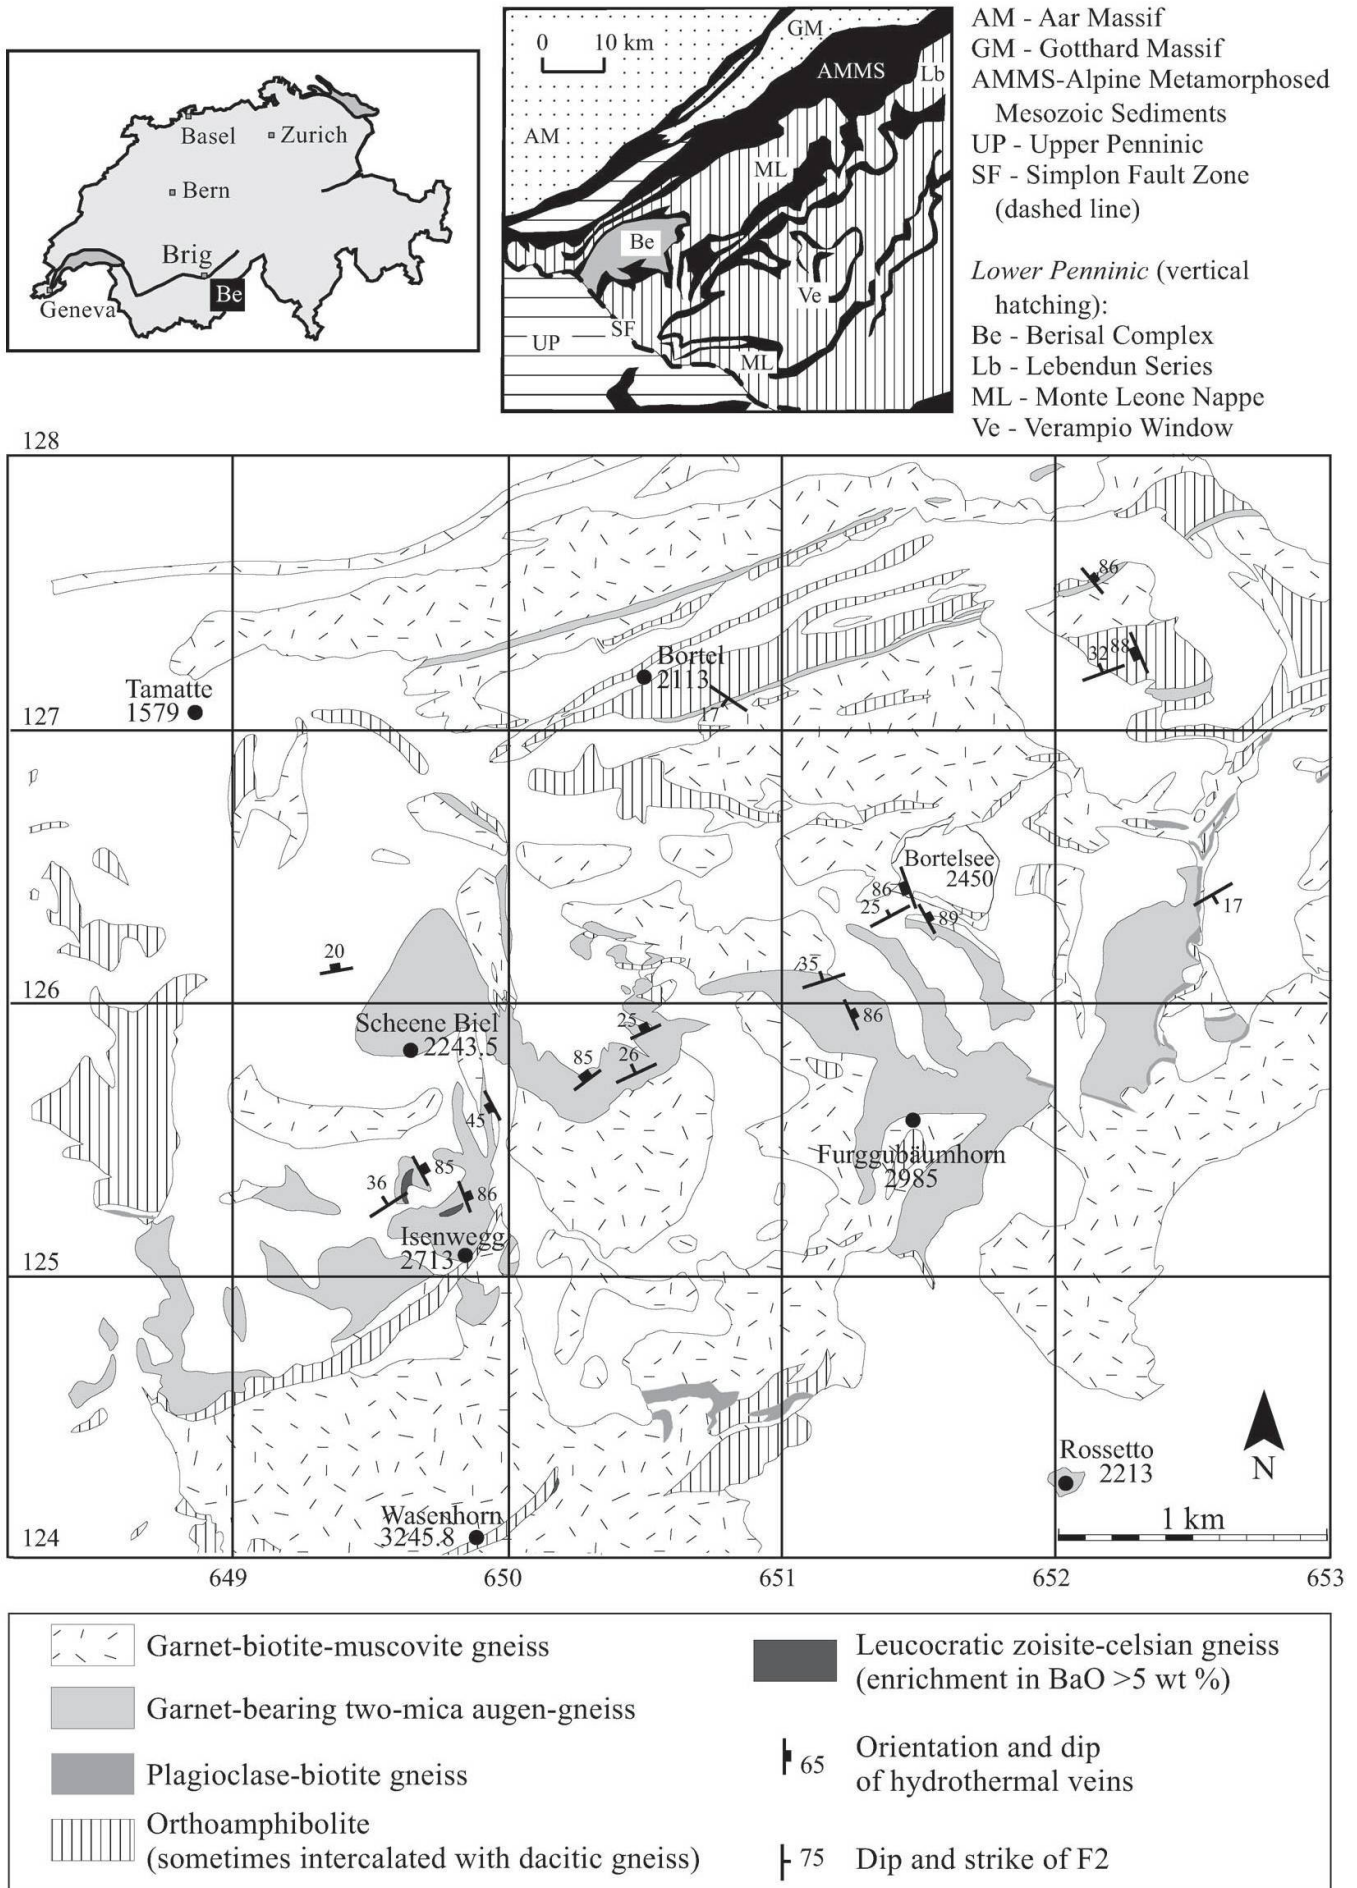 Basel
Zurich
Bern
Brig
Be
Geneva
0 10 km
GM
AMMS
Lb
AM
ML
Be
Ve
SF
UP
ML
AM - Aar Massif
GM - Gotthard Massif
AMMS-Alpine Metamorphosed
Mesozoic Sediments
UP - Upper Penninic
SF - Simplon Fault Zone
(dashed line)
Lower Penninic (vertical
hatching):
Be - Berisal Complex
Lb - Lebendun Series
ML - Monte Leone Nappe
Ve - Verampio Window
128
86
32
88
Bortel
2113
17
Tamatte
1579
127
Bortelsee
2450
86
25
89
17
20
35
126
86
25
Scheene Biel
2243.5
85
26
45
Furggubäumhorn
2985
85
36
86
Isenwegg
2713
125
Rossetto
2213
N
Wasenhorn
3245.8
1 km
124
649
650
651
652
653
Garnet-biotite-muscovite gneiss
Garnet-bearing two-mica augen-gneiss
Plagioclase-biotite gneiss
Orthoamphibolite
(sometimes intercalated with dacitic gneiss)
Leucocratic zoisite-celsian gneiss
(enrichment in BaO >5 wt %)
65
Orientation and dip
of hydrothermal veins
75
Dip and strike of F2